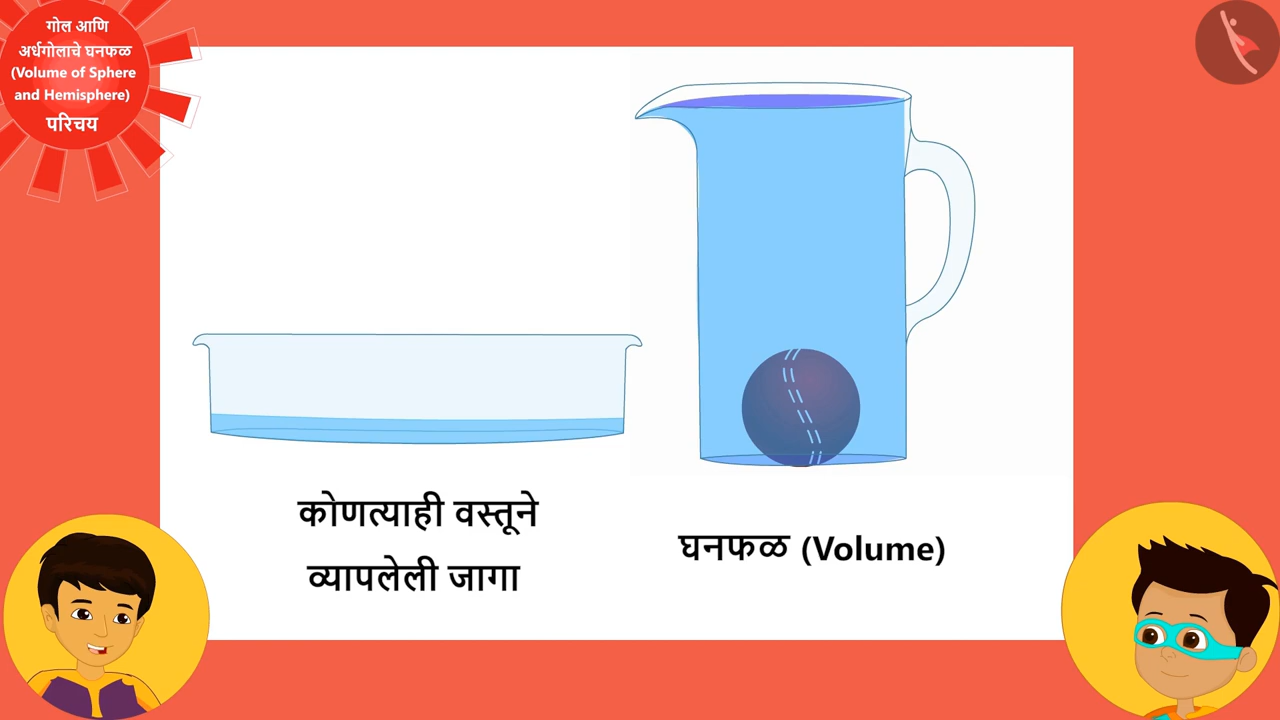 गोल आणि
अर्धगोलाचे घनफळ
(Volume of Sphere
and Hemisphere)
परिचय
कोणत्याही वस्तूने
व्यापलेली जागा
घनफळ (Volume)